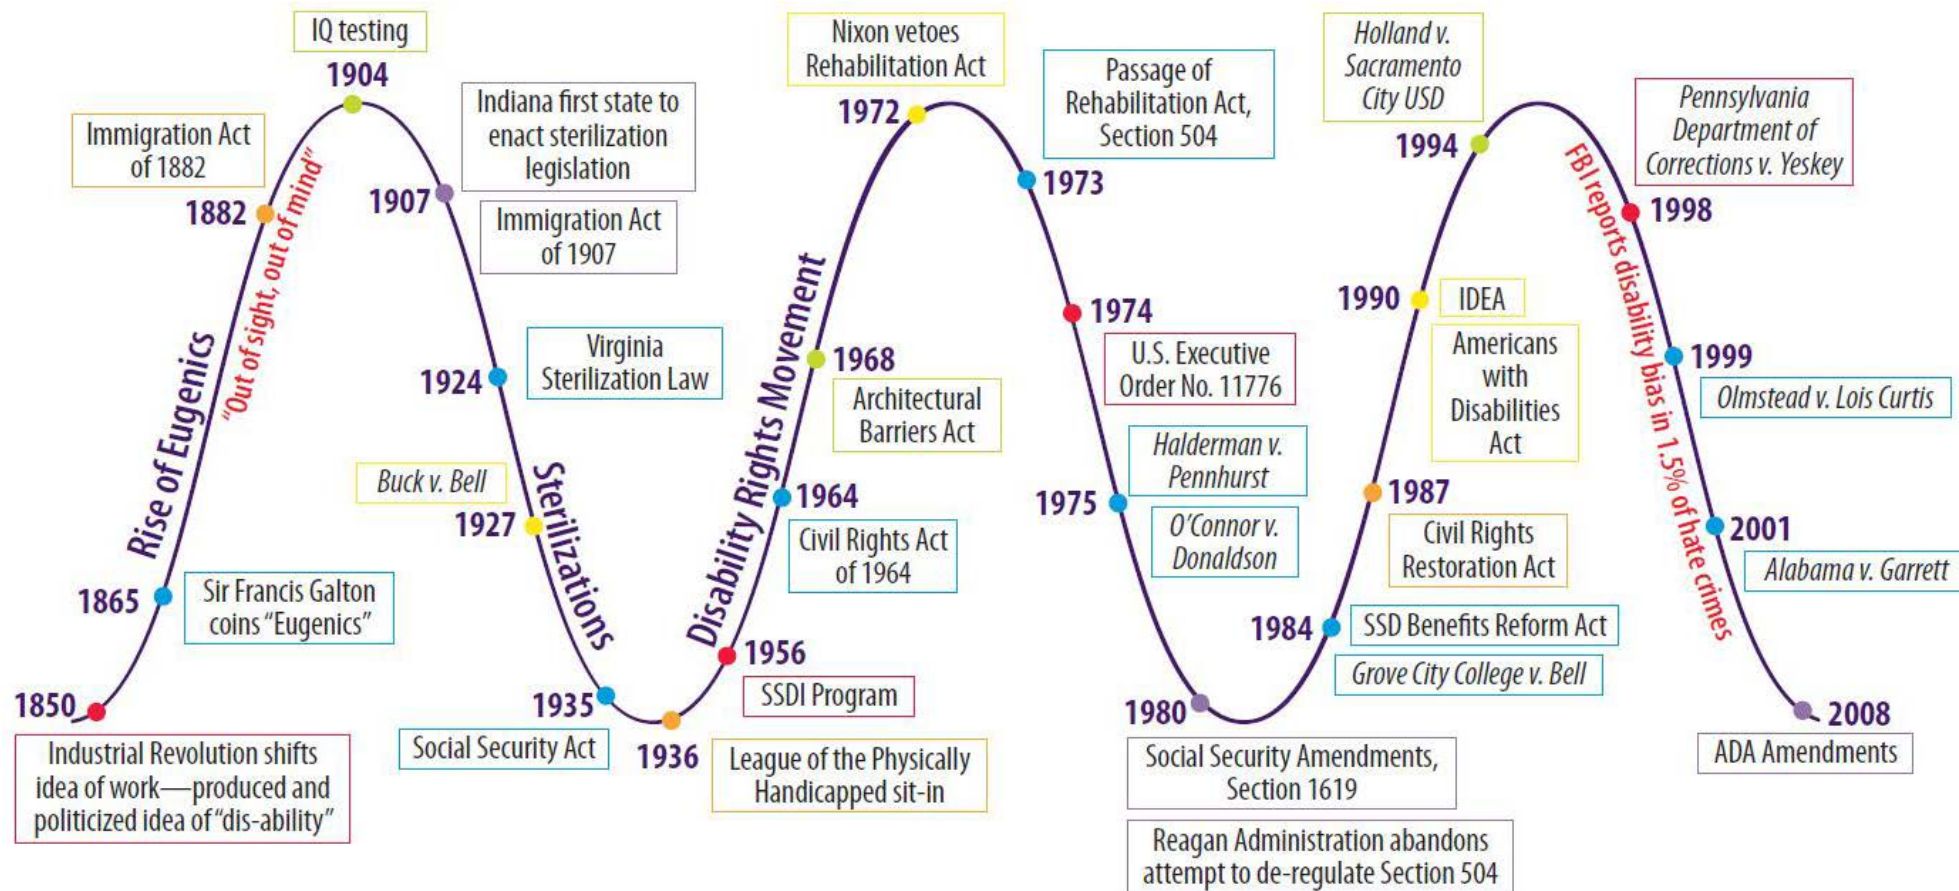 1850
Industrial Revolution shifts
idea of work—produced and
politicized idea of “dis-ability”
1865
Sir Francis Galton
coins “Eugenics”
Rise of Eugenics
“Out of sight, out of mind”
1882
Immigration Act
of 1882
IQ testing
1904
1907
Indiana first state to
enact sterilization
legislation
Immigration Act
of 1907
1924
Virginia
Sterilization Law
Buck v. Bell
1927
Sterilizations
1935
Social Security Act
1936
League of the Physically
Handicapped sit-in
1956
SSDI Program
Disability Rights Movement
1964
Civil Rights Act
of 1964
1968
Architectural
Barriers Act
Nixon vetoes
Rehabilitation Act
1972
Passage of
Rehabilitation Act,
Section 504
1973
1974
U.S. Executive
Order No. 11776
1975
Halderman v.
Pennhurst
O’Connor v.
Donaldson
1980
Social Security Amendments,
Section 1619
Reagan Administration abandons
attempt to de-regulate Section 504
1984
SSD Benefits Reform Act
Grove City College v. Bell
1987
Civil Rights
Restoration Act
1990
IDEA
Americans
with
Disabilities
Act
Holland v.
Sacramento
City USD
1994
FBI reports disability bias in 1.5% of hate crimes
Pennsylvania
Department of
Corrections v. Yeskey
1998
1999
Olmstead v. Lois Curtis
2001
Alabama v. Garrett
2008
ADA Amendments